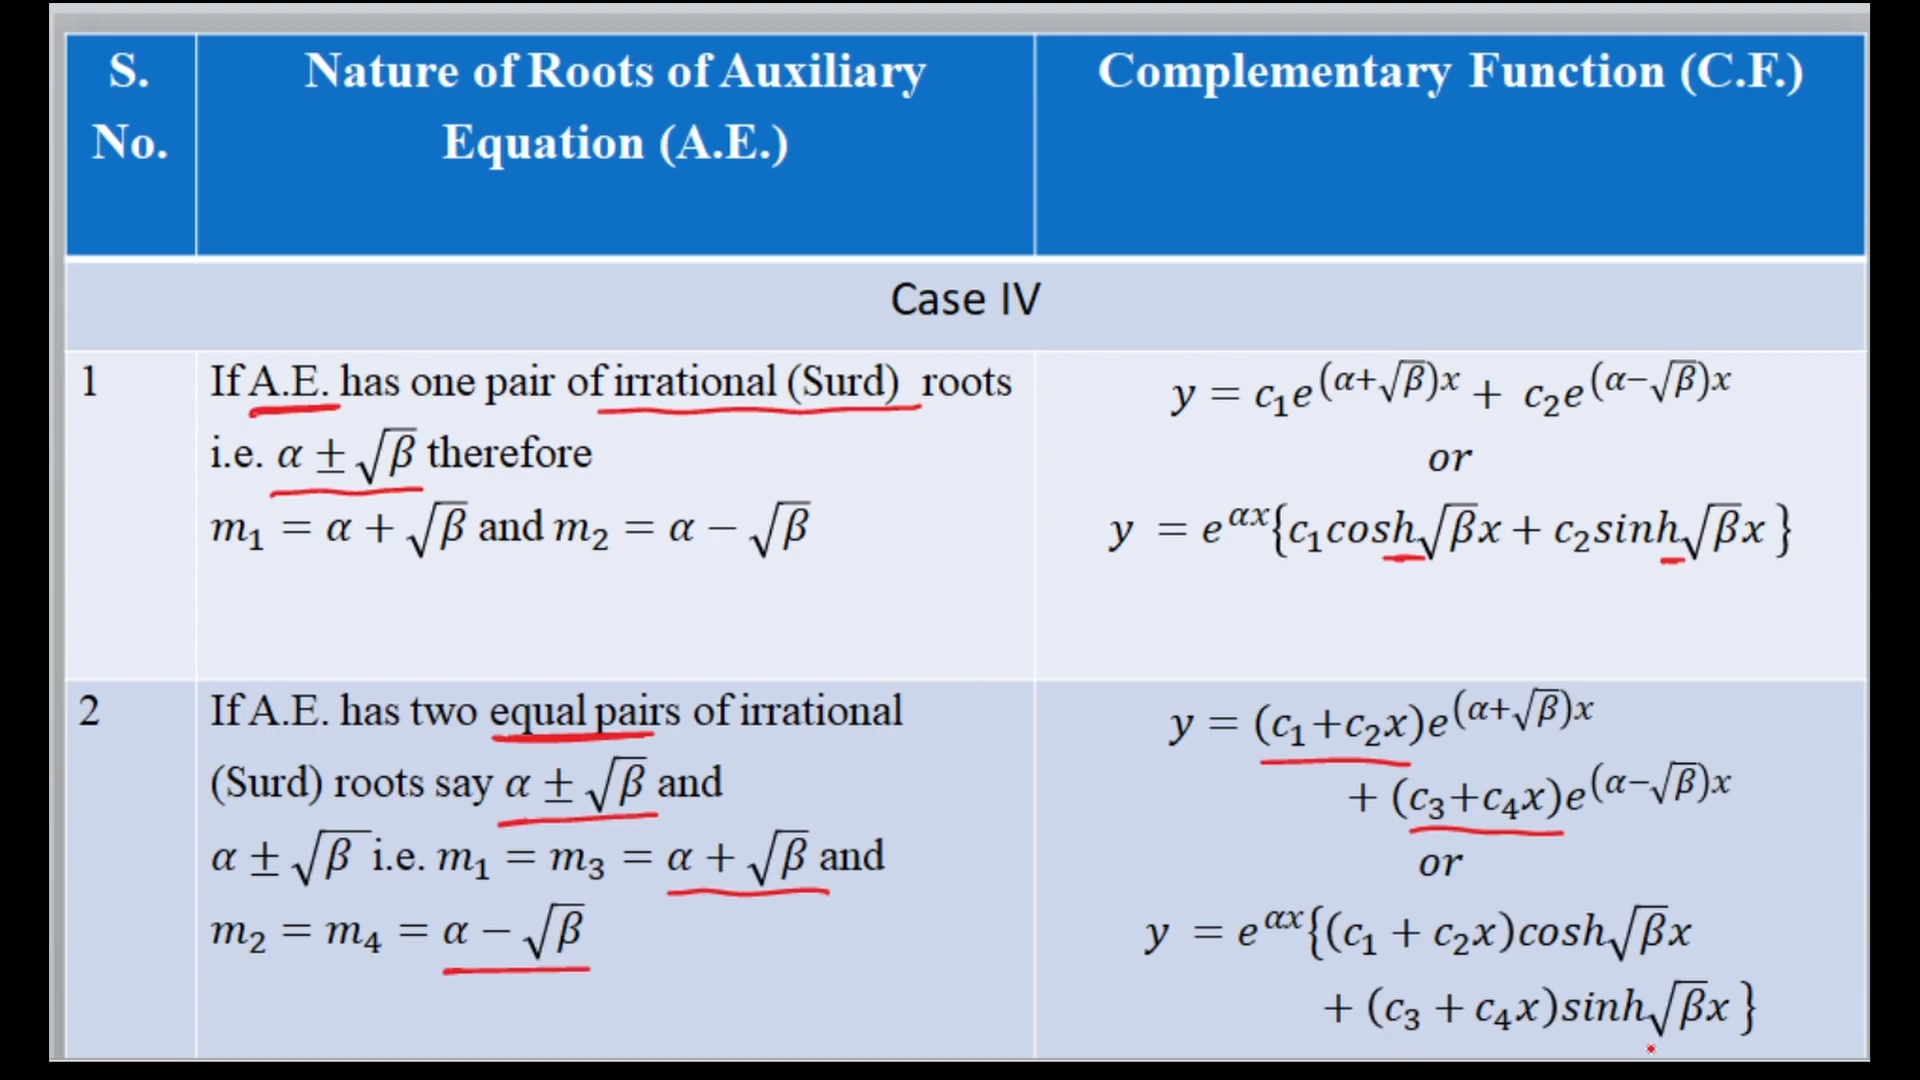 S.
No.
Nature of Roots of Auxiliary
Equation (A.E.)
Complementary Function (C.F.)
Case IV
1
If A.E. has one pair of irrational (Surd) roots
i.e. α ± √β therefore
m₁ = α + √β and m₂ = α − √β
y = c₁e^(α+√β)x + c₂e^(α−√β)x
or
y = e^αx{c₁cosh√βx + c₂sinh√βx }
2
If A.E. has two equal pairs of irrational
(Surd) roots say α ± √β and
α ± √β i.e. m₁ = m₃ = α + √β and
m₂ = m₄ = α − √β
y = (c₁+c₂x)e^(α+√β)x
+ (c₃+c₄x)e^(α−√β)x
or
y = e^αx{(c₁ + c₂x)cosh√βx
+ (c₃ + c₄x)sinh√βx }